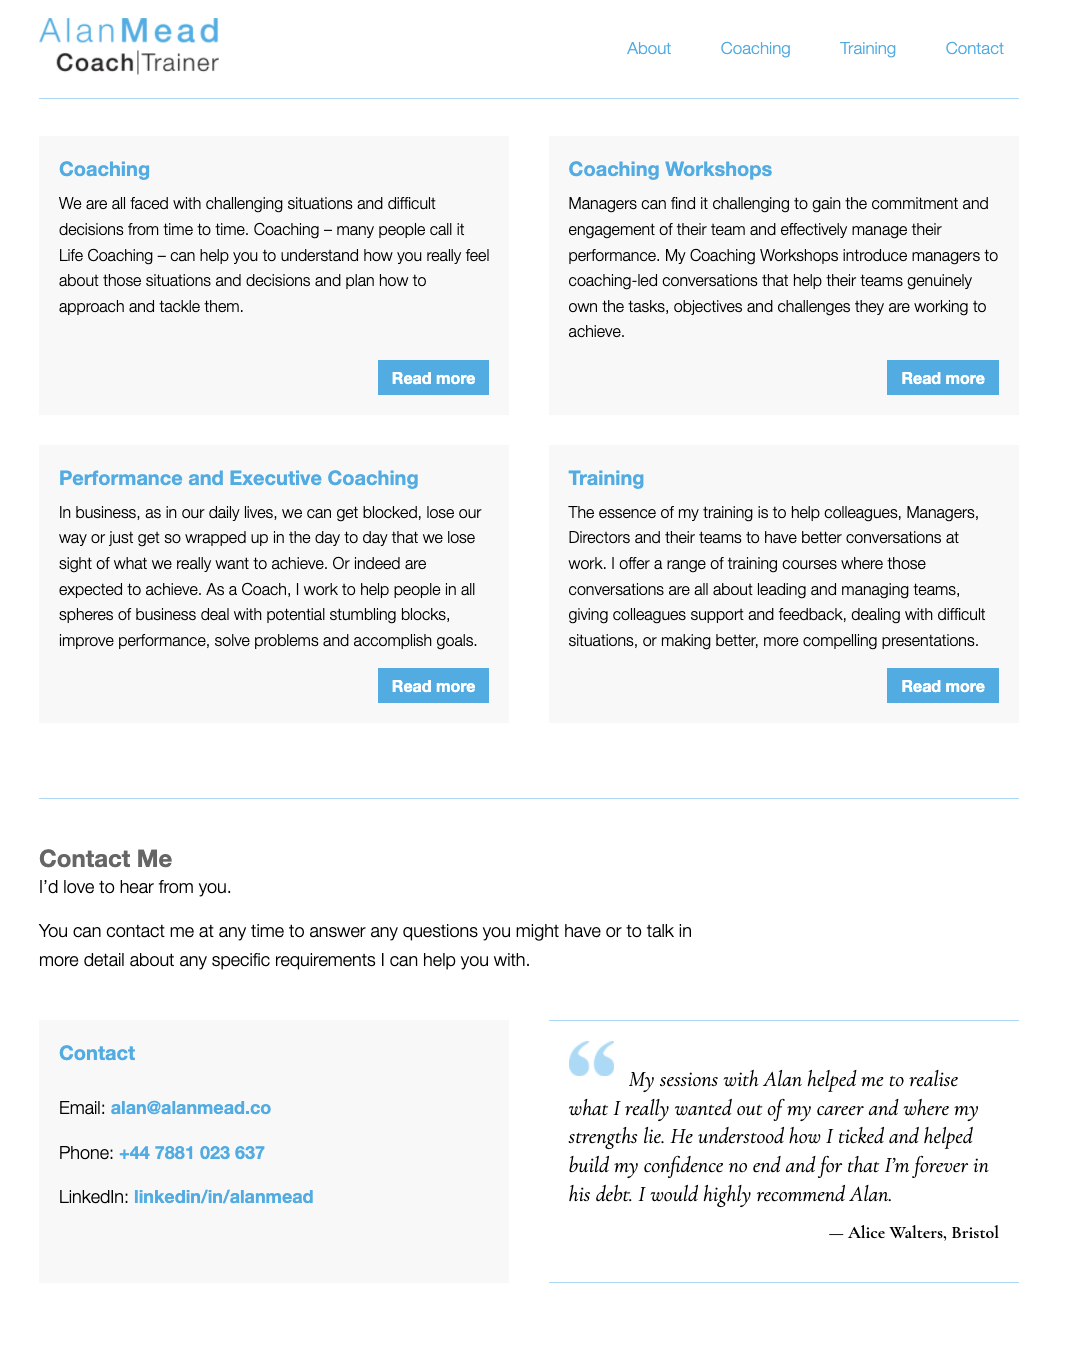 AlanMead
Coach|Trainer
About
Coaching
Training
Contact
Coaching
We are all faced with challenging situations and difficult
decisions from time to time. Coaching – many people call it
Life Coaching – can help you to understand how you really feel
about those situations and decisions and plan how to
approach and tackle them.
Read more
Coaching Workshops
Managers can find it challenging to gain the commitment and
engagement of their team and effectively manage their
performance. My Coaching Workshops introduce managers to
coaching-led conversations that help their teams genuinely
own the tasks, objectives and challenges they are working to
achieve.
Read more
Performance and Executive Coaching
In business, as in our daily lives, we can get blocked, lose our
way or just get so wrapped up in the day to day that we lose
sight of what we really want to achieve. Or indeed are
expected to achieve. As a Coach, I work to help people in all
spheres of business deal with potential stumbling blocks,
improve performance, solve problems and accomplish goals.
Read more
Training
The essence of my training is to help colleagues, Managers,
Directors and their teams to have better conversations at
work. I offer a range of training courses where those
conversations are all about leading and managing teams,
giving colleagues support and feedback, dealing with difficult
situations, or making better, more compelling presentations.
Read more
Contact Me
I’d love to hear from you.
You can contact me at any time to answer any questions you might have or to talk in
more detail about any specific requirements I can help you with.
Contact
Email: alan@alanmead.co
Phone: +44 7881 023 637
LinkedIn: linkedin/in/alanmead
“ My sessions with Alan helped me to realise
what I really wanted out of my career and where my
strengths lie. He understood how I ticked and helped
build my confidence no end and for that I’m forever in
his debt. I would highly recommend Alan.
— Alice Walters, Bristol